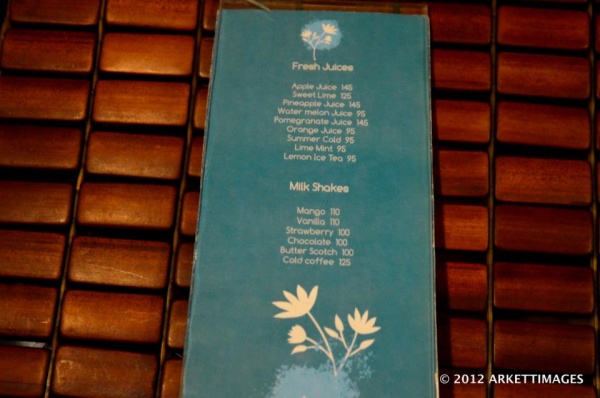 Fresh Juices
Apple Juice 145
Sweet Lime 125
Pineapple Juice 145
Water melon Juice 95
Pomegranate Juice 145
Orange Juice 95
Summer Cold 95
Lime Mint 95
Lemon Ice Tea 95
Milk Shakes
Mango 110
Vanilla 110
Strawberry 100
Chocolate 100
Butter Scotch 100
Cold coffee 125
© 2012 ARKETTIMAGES